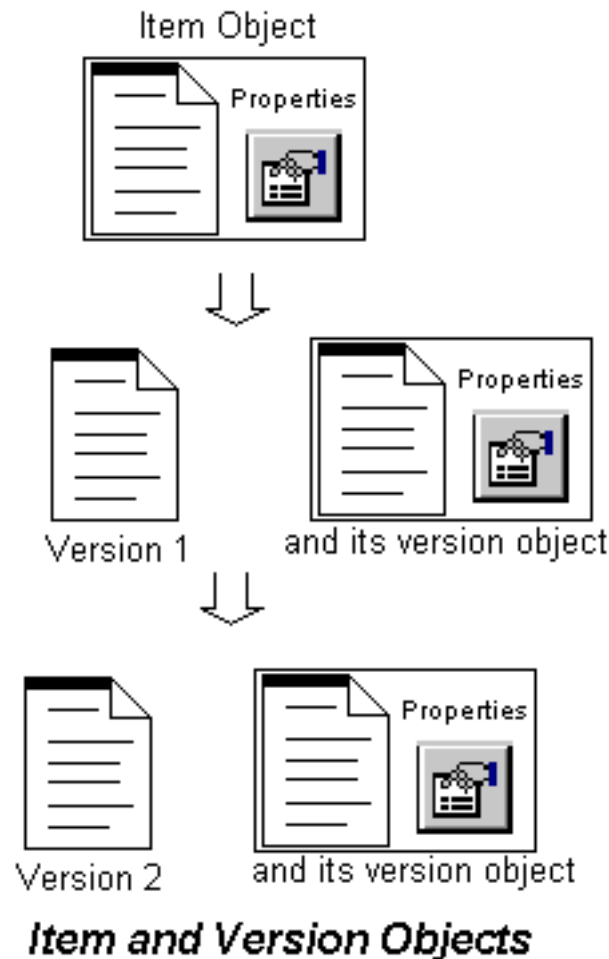 Item Object
Properties
Properties
Version 1
and its version object
Properties
Version 2
and its version object
Item and Version Objects